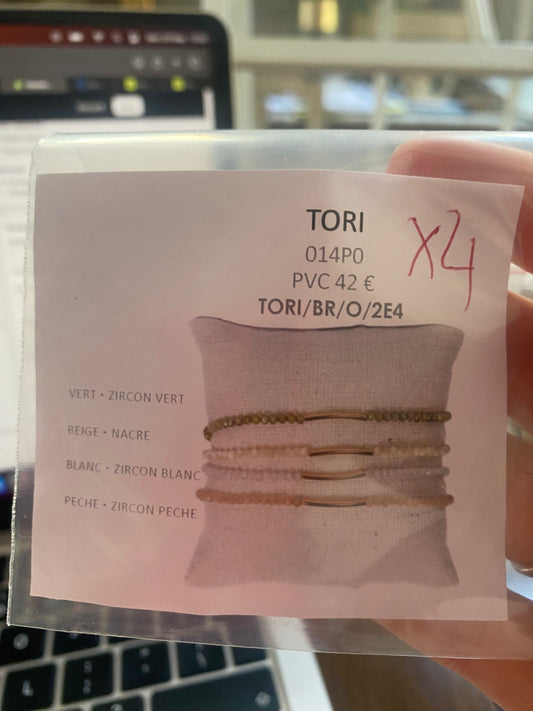 TORI
014P0
X4
PVC 42 €
TORI/BR/O/2E4
VERT • ZIRCON VERT
BEIGE • NACRE
BLANC • ZIRCON BLANC
PECHE • ZIRCON PECHE